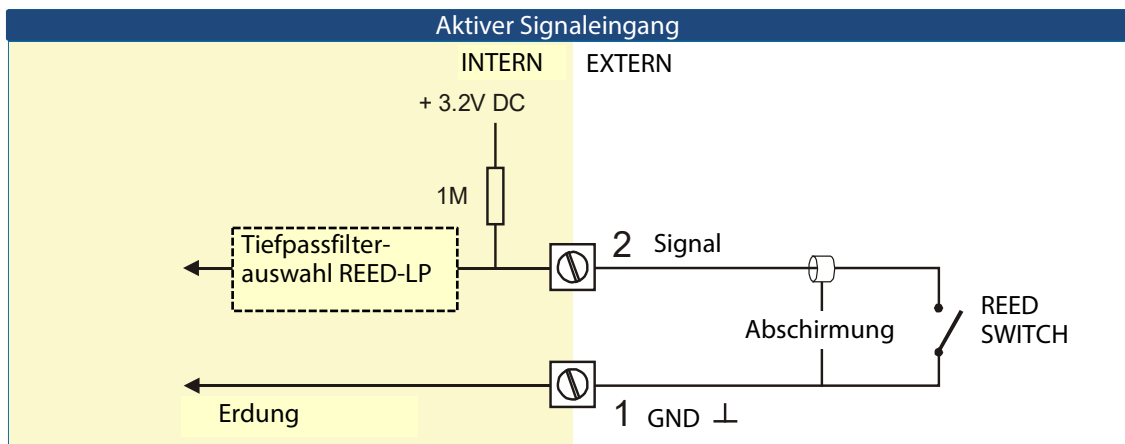 Aktiver Signaleingang
INTERN
EXTERN
+ 3.2V DC
1M
Tiefpassfilter-
auswahl REED-LP
2 Signal
Abschirmung
REED
SWITCH
Erdung
1 GND ⊥